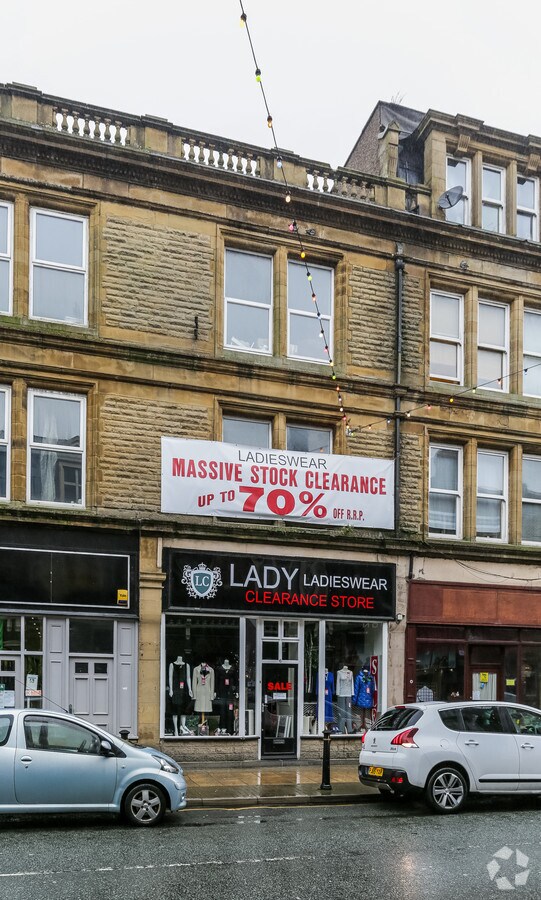 LADIESWEAR
MASSIVE STOCK CLEARANCE
UP TO 70% OFF R.R.P.
LC
LADY LADIESWEAR
CLEARANCE STORE
SALE